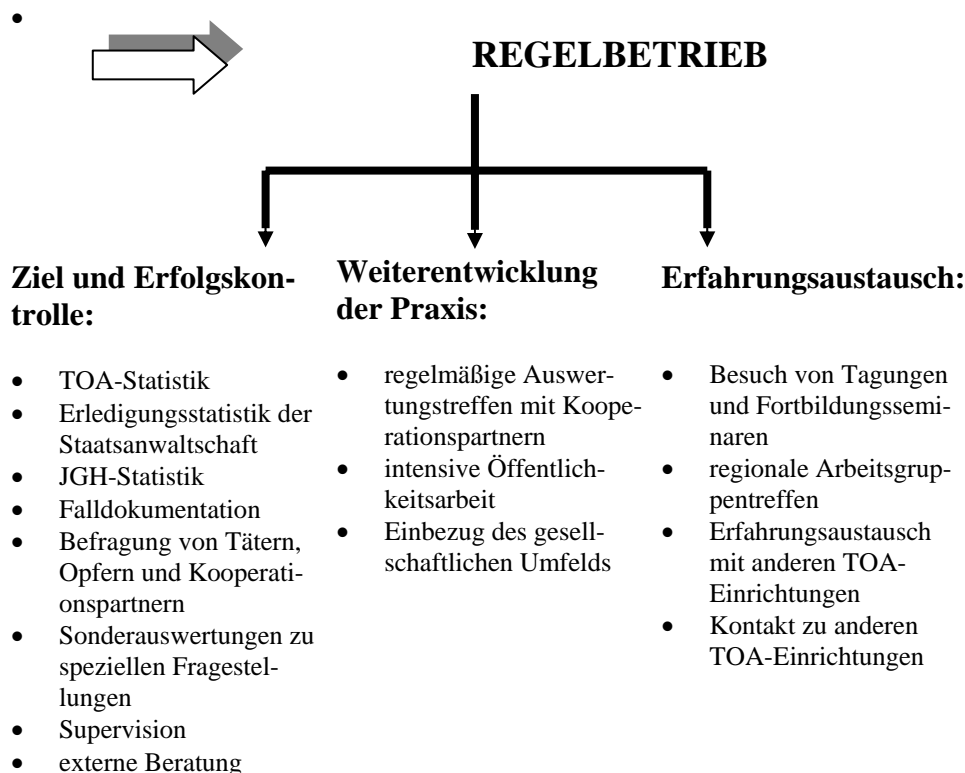 •
REGELBETRIEB
Ziel und Erfolgskon-
trolle:
• TOA-Statistik
• Erledigungsstatistik der
Staatsanwaltschaft
• JGH-Statistik
• Falldokumentation
• Befragung von Tätern,
Opfern und Kooperati-
onspartnern
• Sonderauswertungen zu
speziellen Fragestel-
lungen
• Supervision
• externe Beratung
Weiterentwicklung
der Praxis:
• regelmäßige Auswer-
tungstreffen mit Koope-
rationspartnern
• intensive Öffentlich-
keitsarbeit
• Einbezug des gesell-
schaftlichen Umfelds
Erfahrungsaustausch:
• Besuch von Tagungen
und Fortbildungssemi-
naren
• regionale Arbeitsgrup-
pentreffen
• Erfahrungsaustausch
mit anderen TOA-
Einrichtungen
• Kontakt zu anderen
TOA-Einrichtungen